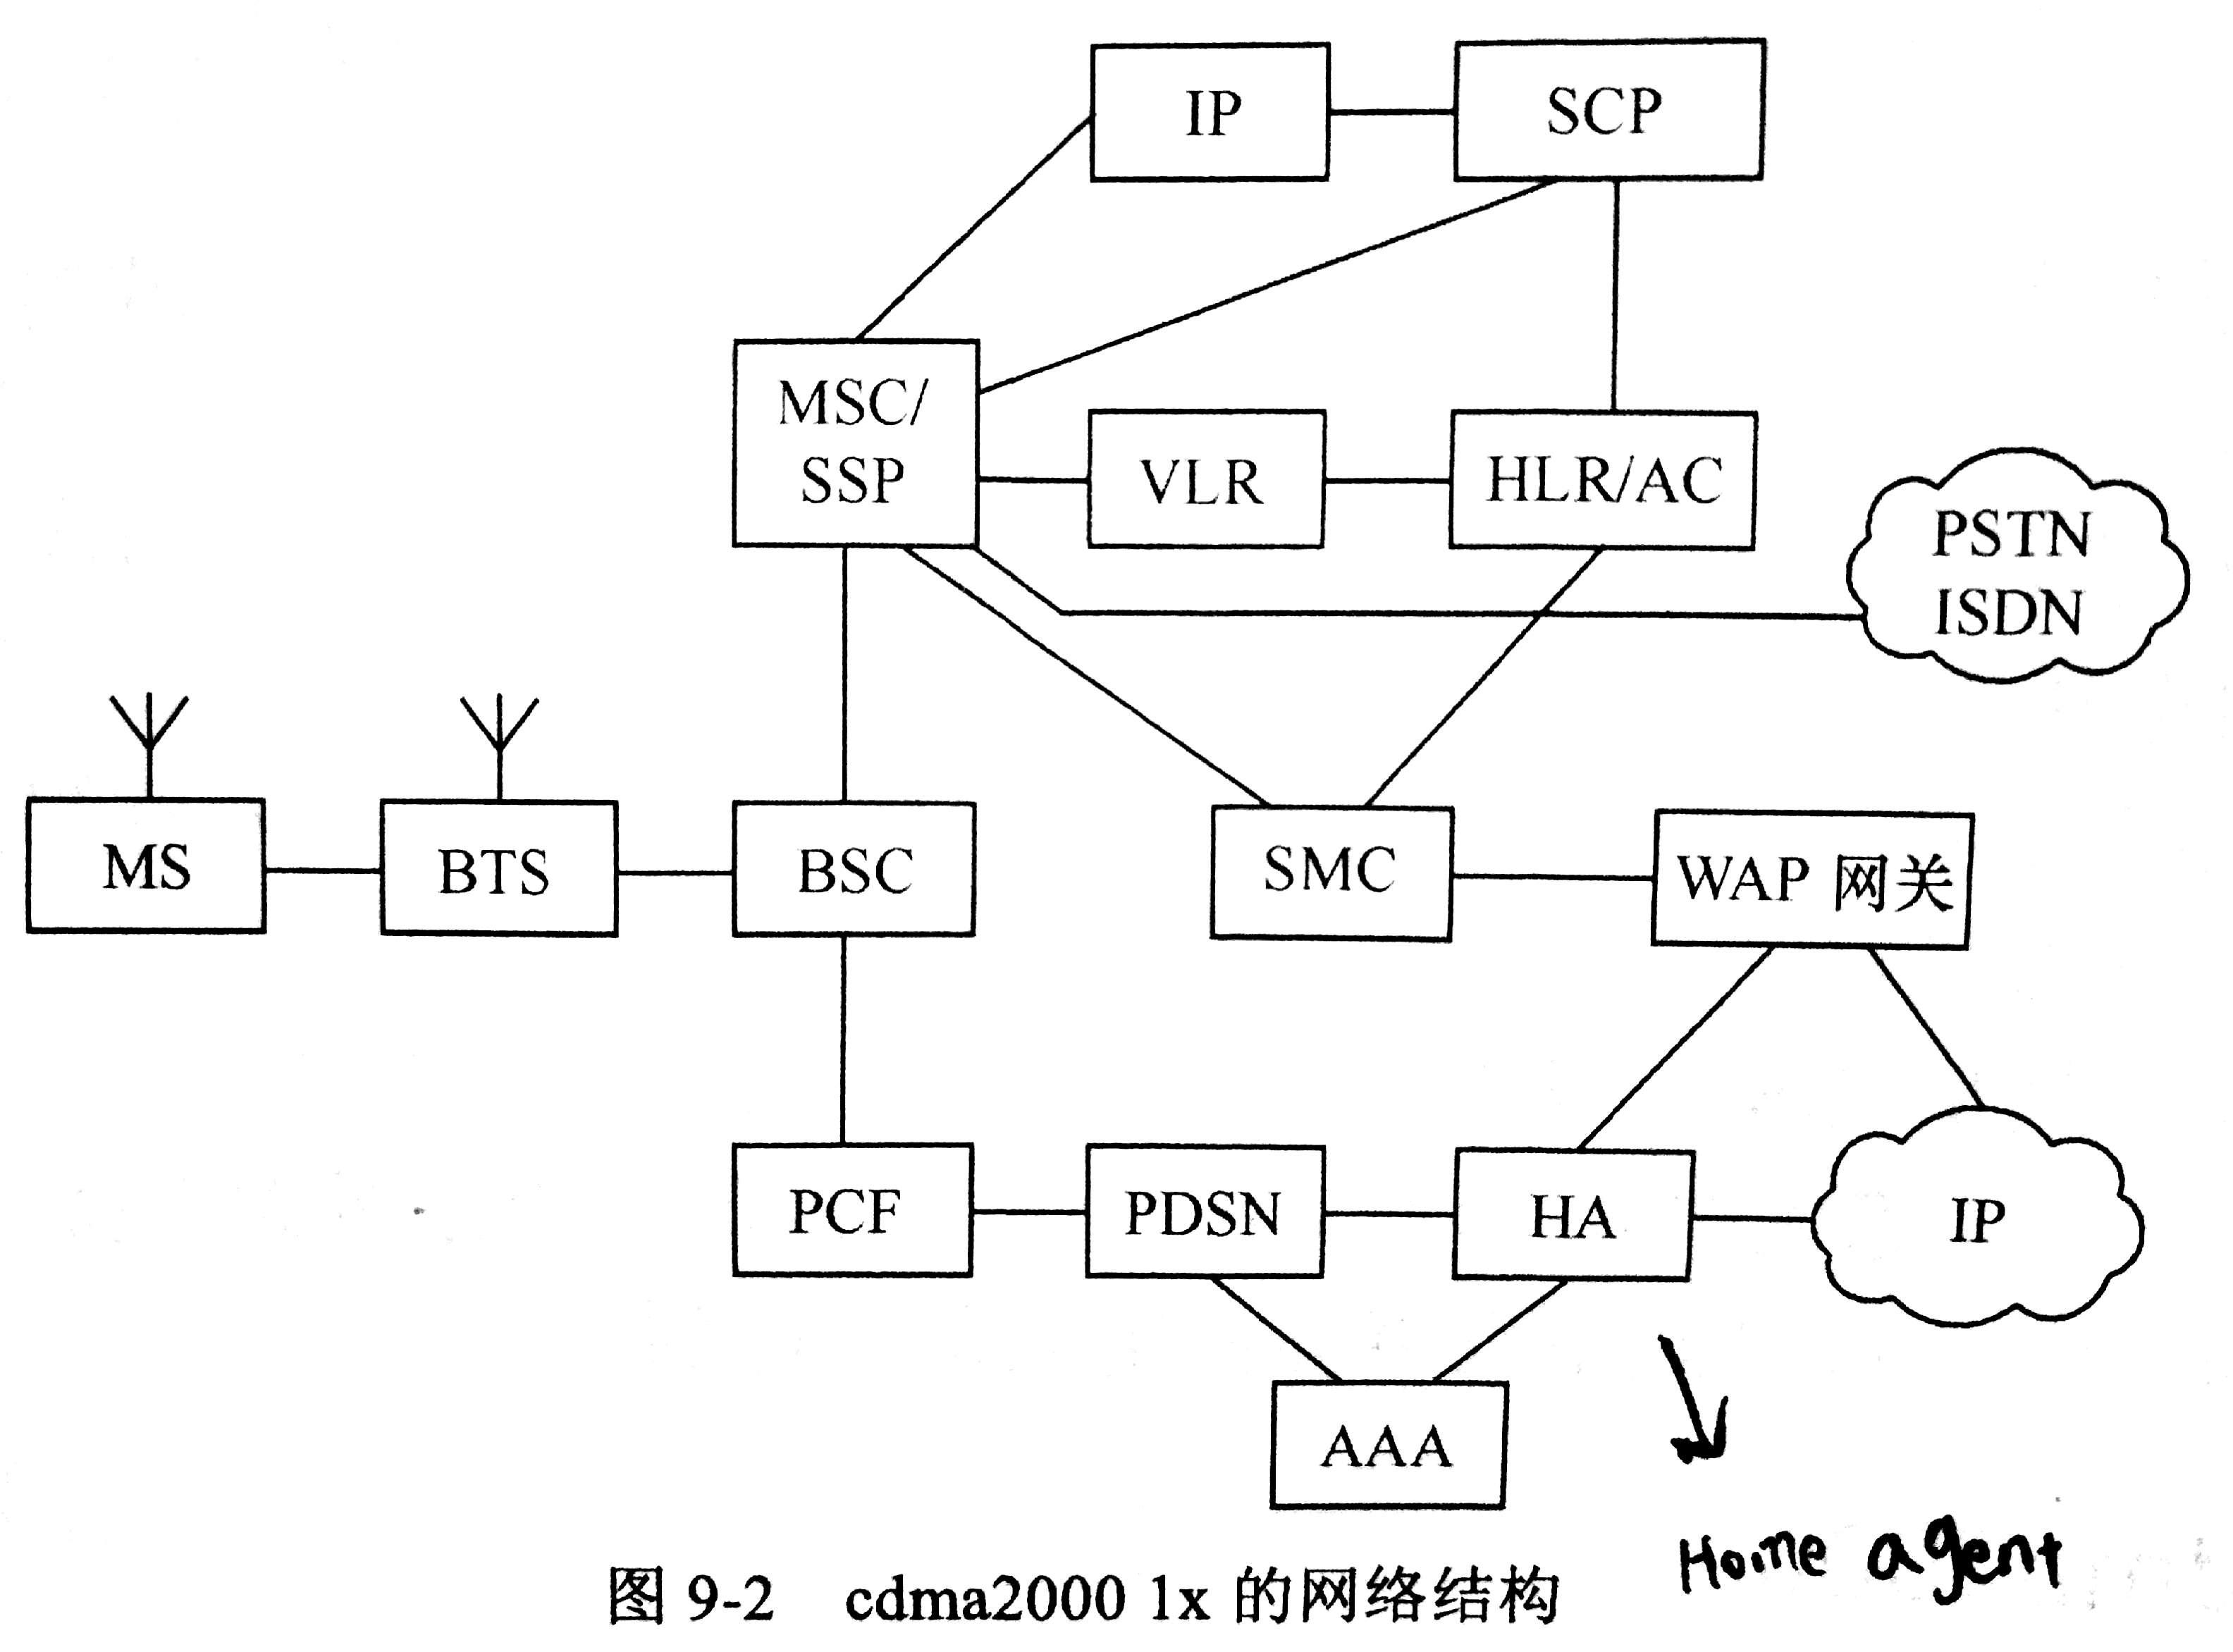 IP
SCP
MSC/
SSP
VLR
HLR/AC
PSTN
ISDN
MS
BTS
BSC
SMC
WAP 网关
PCF
PDSN
HA
IP
AAA
Home agent
图 9-2 cdma2000 1x 的网络结构